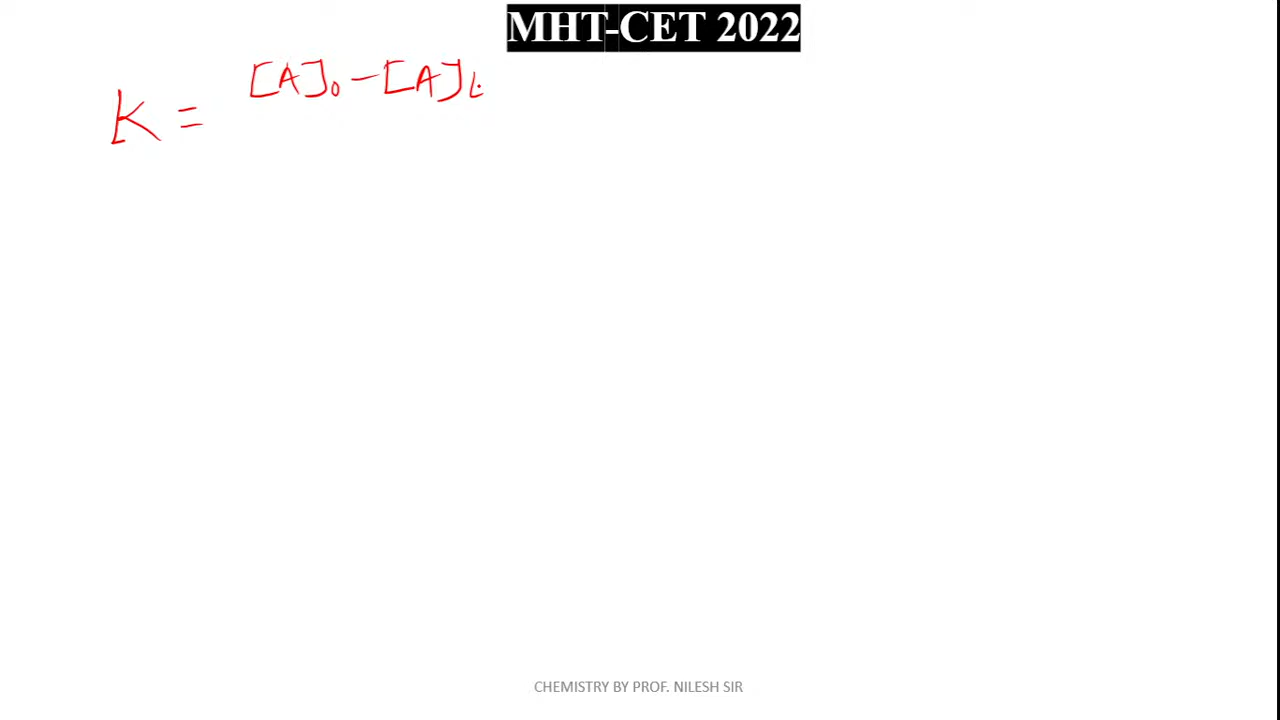 MHT-CET 2022
[A]₀ - [A]t
K =
CHEMISTRY BY PROF. NILESH SIR